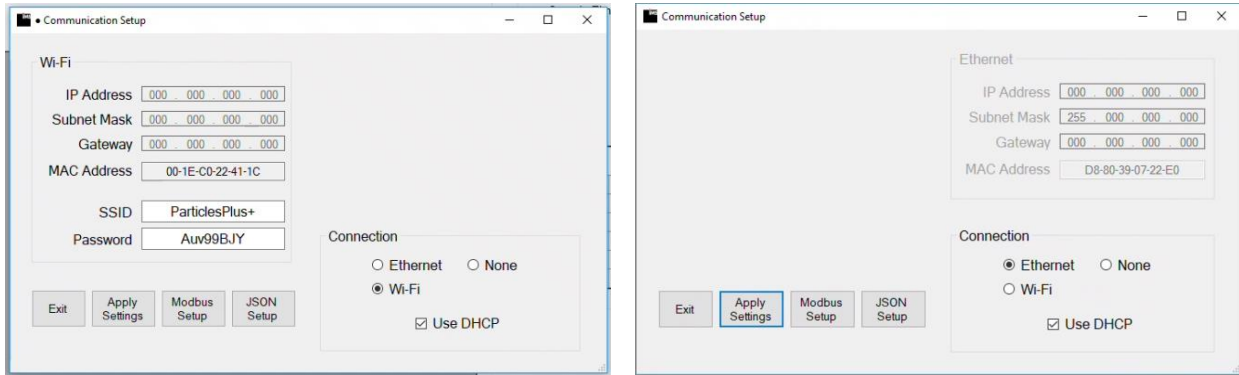 • Communication Setup
Wi-Fi
IP Address 000 . 000 . 000 . 000
Subnet Mask 000 . 000 . 000 . 000
Gateway 000 . 000 . 000 . 000
MAC Address 00-1E-C0-22-41-1C
SSID ParticlesPlus+
Password Auv99BJY
Connection
Ethernet None
Wi-Fi
Use DHCP
Exit
Apply Settings
Modbus Setup
JSON Setup
Communication Setup
Ethernet
IP Address 000 . 000 . 000 . 000
Subnet Mask 255 . 000 . 000 . 000
Gateway 000 . 000 . 000 . 000
MAC Address D8-80-39-07-22-E0
Connection
Ethernet None
Wi-Fi
Use DHCP
Exit
Apply Settings
Modbus Setup
JSON Setup